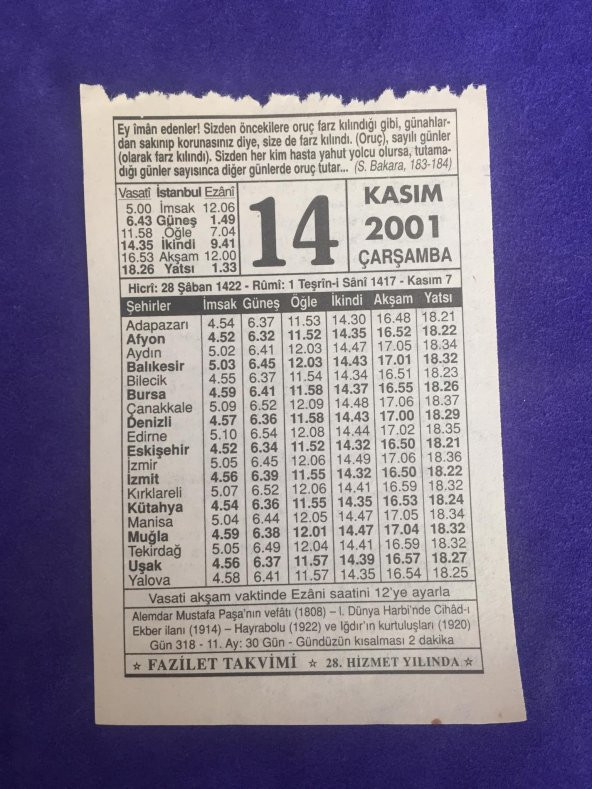 Ey îmân edenler! Sizden öncekilere oruç farz kılındığı gibi, günahlar-
dan sakınıp korunasınız diye, size de farz kılındı. (Oruç), sayılı günler
(olarak farz kılındı). Sizden her kim hasta yahut yolcu olursa, tutama-
dığı günler sayısınca diğer günlerde oruç tutar... (S. Bakara, 183-184)
Vasatî İstanbul Ezânî
5.00 İmsak 12.06
6.43 Güneş 1.49
11.58 Öğle 7.04
14.35 İkindi 9.41
16.53 Akşam 12.00
18.26 Yatsı 1.33
14
KASIM
2001
ÇARŞAMBA
Hicrî: 28 Şâban 1422 - Rûmî: 1 Teşrîn-i Sânî 1417 - Kasım 7
Şehirler İmsak Güneş Öğle İkindi Akşam Yatsı
Adapazarı 4.54 6.37 11.53 14.30 16.48 18.21
Afyon 4.52 6.32 11.52 14.35 16.52 18.22
Aydın 5.02 6.41 12.03 14.47 17.05 18.34
Balıkesir 5.03 6.45 12.03 14.43 17.01 18.32
Bilecik 4.55 6.37 11.54 14.34 16.51 18.23
Bursa 4.59 6.41 11.58 14.37 16.55 18.26
Çanakkale 5.09 6.52 12.09 14.48 17.06 18.37
Denizli 4.57 6.36 11.58 14.43 17.00 18.29
Edirne 5.10 6.54 12.08 14.44 17.02 18.35
Eskişehir 4.52 6.34 11.52 14.32 16.50 18.21
İzmir 5.05 6.45 12.06 14.49 17.06 18.36
İzmit 4.56 6.39 11.55 14.32 16.50 18.22
Kırklareli 5.07 6.52 12.06 14.41 16.59 18.32
Kütahya 4.54 6.36 11.55 14.35 16.53 18.24
Manisa 5.04 6.44 12.05 14.47 17.05 18.34
Muğla 4.59 6.38 12.01 14.47 17.04 18.32
Tekirdağ 5.05 6.49 12.04 14.41 16.59 18.32
Uşak 4.56 6.37 11.57 14.39 16.57 18.27
Yalova 4.58 6.41 11.57 14.35 16.54 18.25
Vasati akşam vaktinde Ezâni saatini 12'ye ayarla
Alemdar Mustafa Paşa'nın vefâtı (1808) – I. Dünya Harbi'nde Cihâd-ı
Ekber ilanı (1914) – Hayrabolu (1922) ve Iğdır'ın kurtuluşları (1920)
Gün 318 - 11. Ay: 30 Gün - Gündüzün kısalması 2 dakika
☆ FAZİLET TAKVİMİ ☆ 28. HİZMET YILINDA ☆